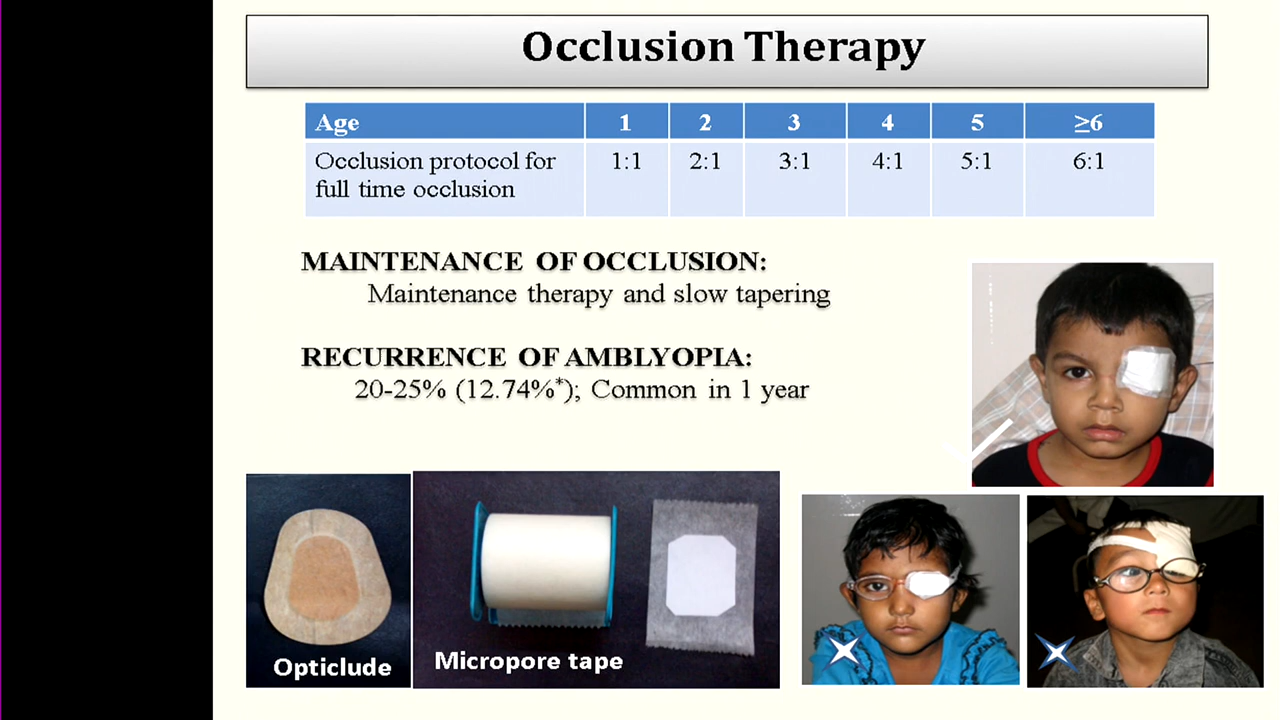 Occlusion Therapy
Age 1 2 3 4 5 ≥6
Occlusion protocol for 1:1 2:1 3:1 4:1 5:1 6:1
full time occlusion
MAINTENANCE OF OCCLUSION:
Maintenance therapy and slow tapering
RECURRENCE OF AMBLYOPIA:
20-25% (12.74%*); Common in 1 year
Opticlude
Micropore tape